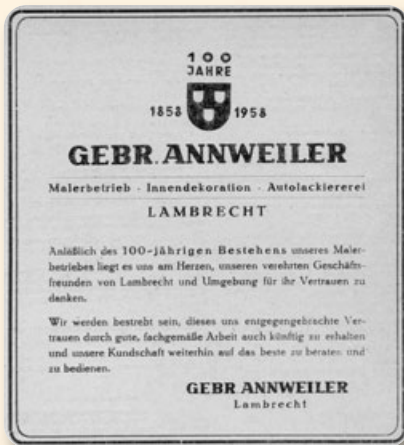 100
JAHRE
1858 1958
GEBR. ANNWEILER
Malerbetrieb · Innendekoration · Autolackiererei
LAMBRECHT
Anläßlich des 100-jährigen Bestehens unseres Maler-
betriebes liegt es uns am Herzen, unseren verehrten Geschäfts-
freunden von Lambrecht und Umgebung für ihr Vertrauen zu
danken.
Wir werden bestrebt sein, dieses uns entgegengebrachte Ver-
trauen durch gute, fachgemäße Arbeit auch künftig zu erhalten
und unsere Kundschaft weiterhin auf das beste zu beraten und
zu bedienen.
GEBR. ANNWEILER
Lambrecht